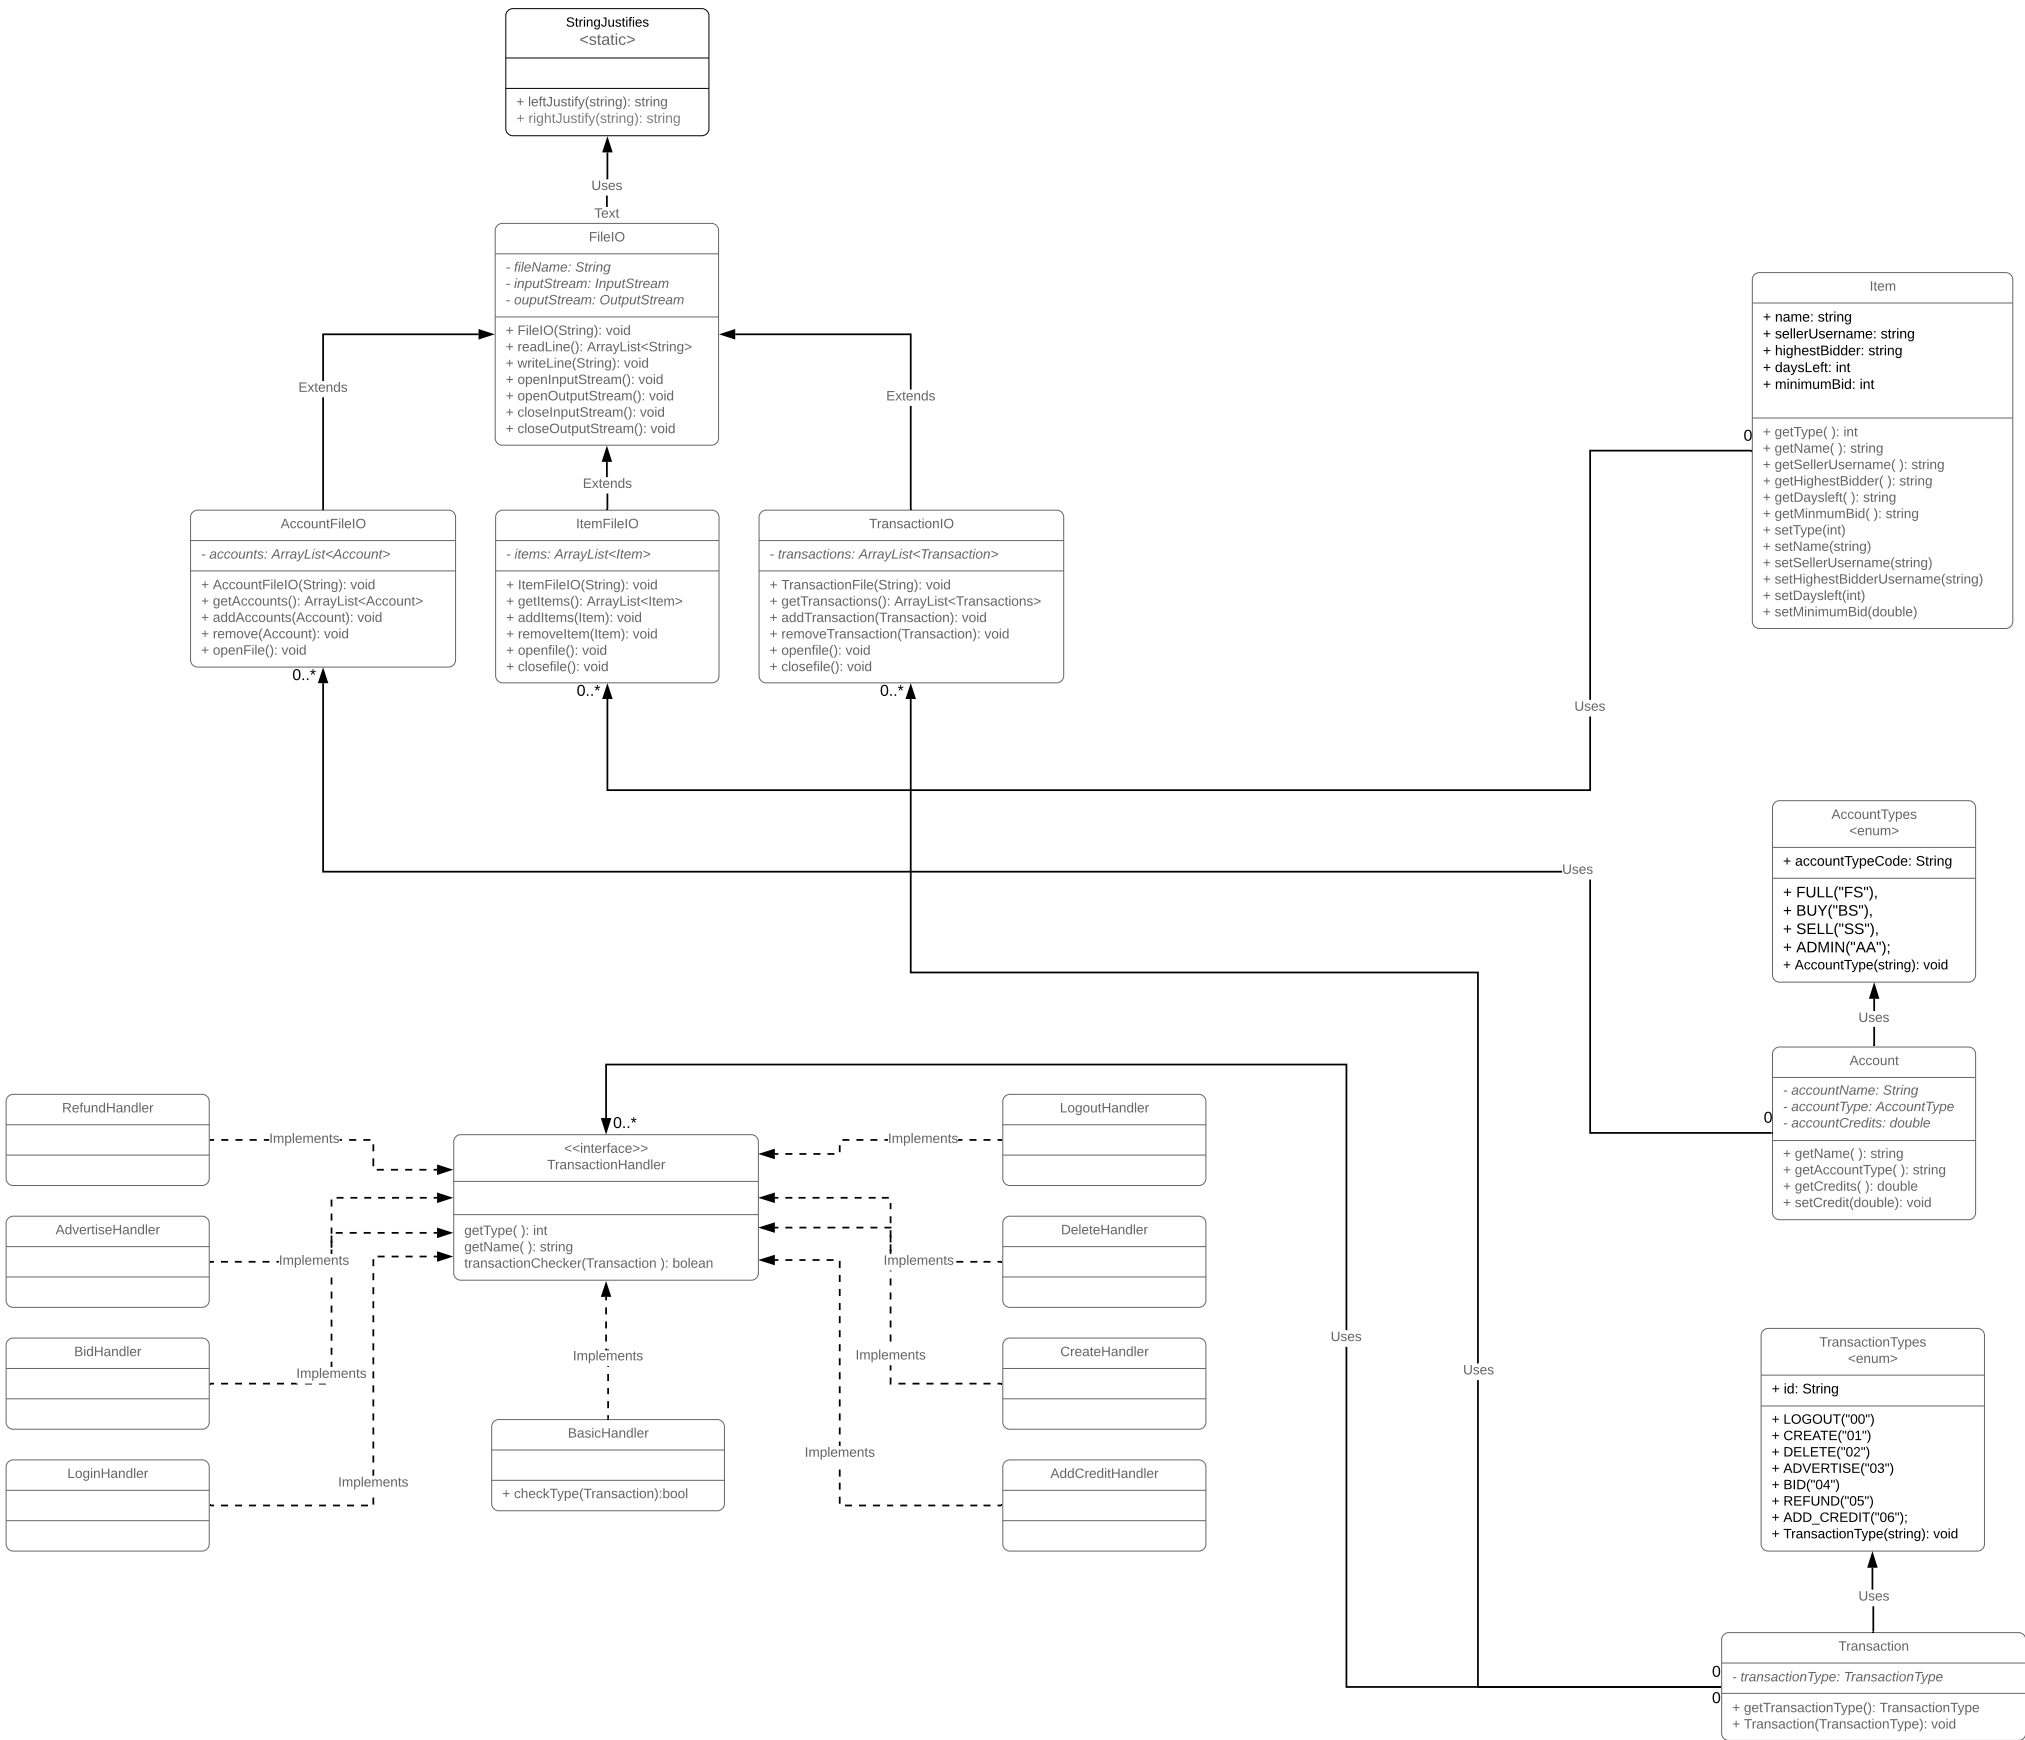 StringJustifies
<static>
+ leftJustify(string): string
+ rightJustify(string): string
Uses
Text
FileIO
- fileName: String
- inputStream: InputStream
- ouputStream: OutputStream
+ FileIO(String): void
+ readLine(): ArrayList<String>
+ writeLine(String): void
+ openInputStream(): void
+ openOutputStream(): void
+ closeInputStream(): void
+ closeOutputStream(): void
Extends
Extends
Extends
AccountFileIO
- accounts: ArrayList<Account>
+ AccountFileIO(String): void
+ getAccounts(): ArrayList<Account>
+ addAccounts(Account): void
+ remove(Account): void
+ openFile(): void
0..*
ItemFileIO
- items: ArrayList<Item>
+ ItemFileIO(String): void
+ getItems(): ArrayList<Item>
+ addItems(Item): void
+ removeItem(Item): void
+ openfile(): void
+ closefile(): void
0..*
TransactionIO
- transactions: ArrayList<Transaction>
+ TransactionFile(String): void
+ getTransactions(): ArrayList<Transactions>
+ addTransaction(Transaction): void
+ removeTransaction(Transaction): void
+ openfile(): void
+ closefile(): void
0..*
Item
+ name: string
+ sellerUsername: string
+ highestBidder: string
+ daysLeft: int
+ minimumBid: int
0
+ getType( ): int
+ getName( ): string
+ getSellerUsername( ): string
+ getHighestBidder( ): string
+ getDaysleft( ): string
+ getMinmumBid( ): string
+ setType(int)
+ setName(string)
+ setSellerUsername(string)
+ setHighestBidderUsername(string)
+ setDaysleft(int)
+ setMinimumBid(double)
Uses
Uses
AccountTypes
<enum>
+ accountTypeCode: String
+ FULL("FS"),
+ BUY("BS"),
+ SELL("SS"),
+ ADMIN("AA");
+ AccountType(string): void
Uses
Account
- accountName: String
- accountType: AccountType
- accountCredits: double
0
+ getName( ): string
+ getAccountType( ): string
+ getCredits( ): double
+ setCredit(double): void
RefundHandler
Implements
AdvertiseHandler
Implements
BidHandler
Implements
LoginHandler
Implements
0..*
<<interface>>
TransactionHandler
getType( ): int
getName( ): string
transactionChecker(Transaction ): bolean
Implements
BasicHandler
+ checkType(Transaction):bool
LogoutHandler
Implements
DeleteHandler
Implements
CreateHandler
Implements
AddCreditHandler
Implements
Uses
Uses
TransactionTypes
<enum>
+ id: String
+ LOGOUT("00")
+ CREATE("01")
+ DELETE("02")
+ ADVERTISE("03")
+ BID("04")
+ REFUND("05")
+ ADD_CREDIT("06");
+ TransactionType(string): void
Uses
Transaction
0
- transactionType: TransactionType
0
+ getTransactionType(): TransactionType
+ Transaction(TransactionType): void